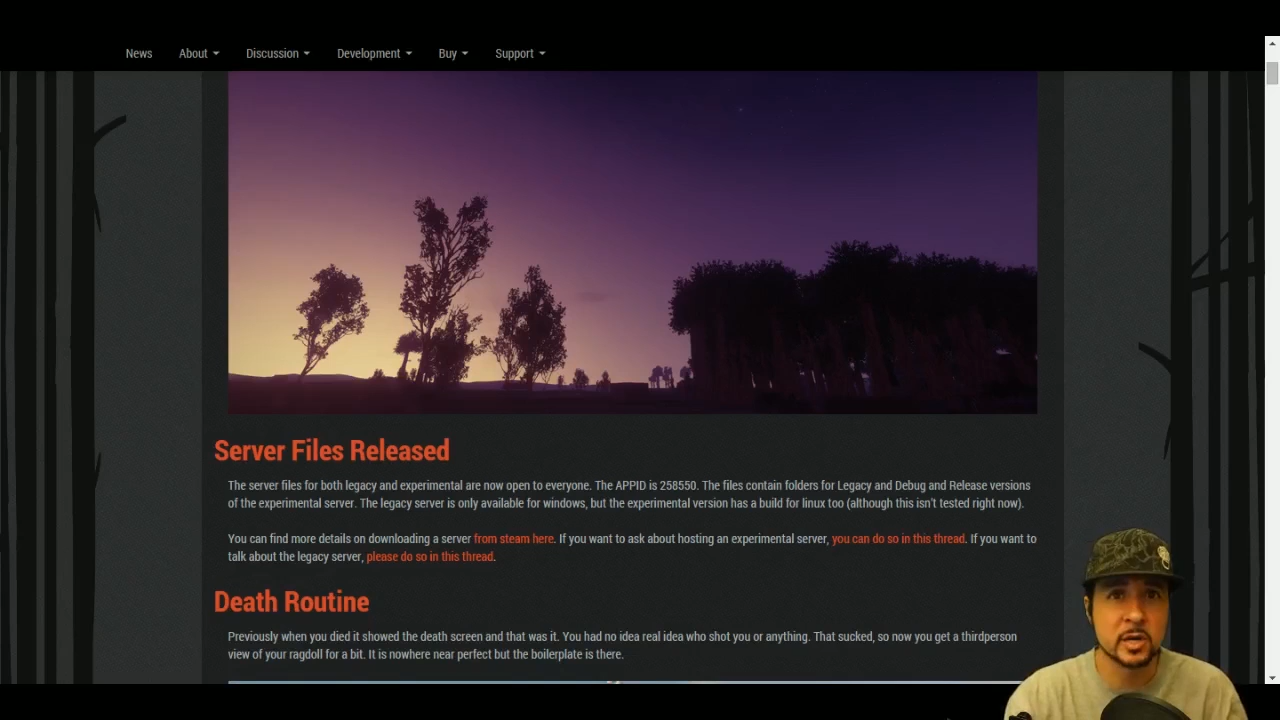 News About Discussion Development Buy Support
Server Files Released
The server files for both legacy and experimental are now open to everyone. The APPID is 258550. The files contain folders for Legacy and Debug and Release versions
of the experimental server. The legacy server is only available for windows, but the experimental version has a build for linux too (although this isn't tested right now).
You can find more details on downloading a server from steam here. If you want to ask about hosting an experimental server, you can do so in this thread. If you want to
talk about the legacy server, please do so in this thread.
Death Routine
Previously when you died it showed the death screen and that was it. You had no idea real idea who shot you or anything. That sucked, so now you get a thirdperson
view of your ragdoll for a bit. It is nowhere near perfect but the boilerplate is there.